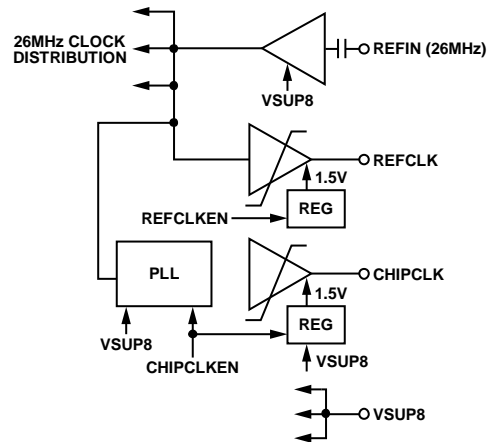 26MHz CLOCK
DISTRIBUTION
REFIN (26MHz)
VSUP8
REFCLK
1.5V
REG
REFCLKEN
PLL
CHIPCLK
1.5V
REG
VSUP8
CHIPCLKEN
VSUP8
VSUP8